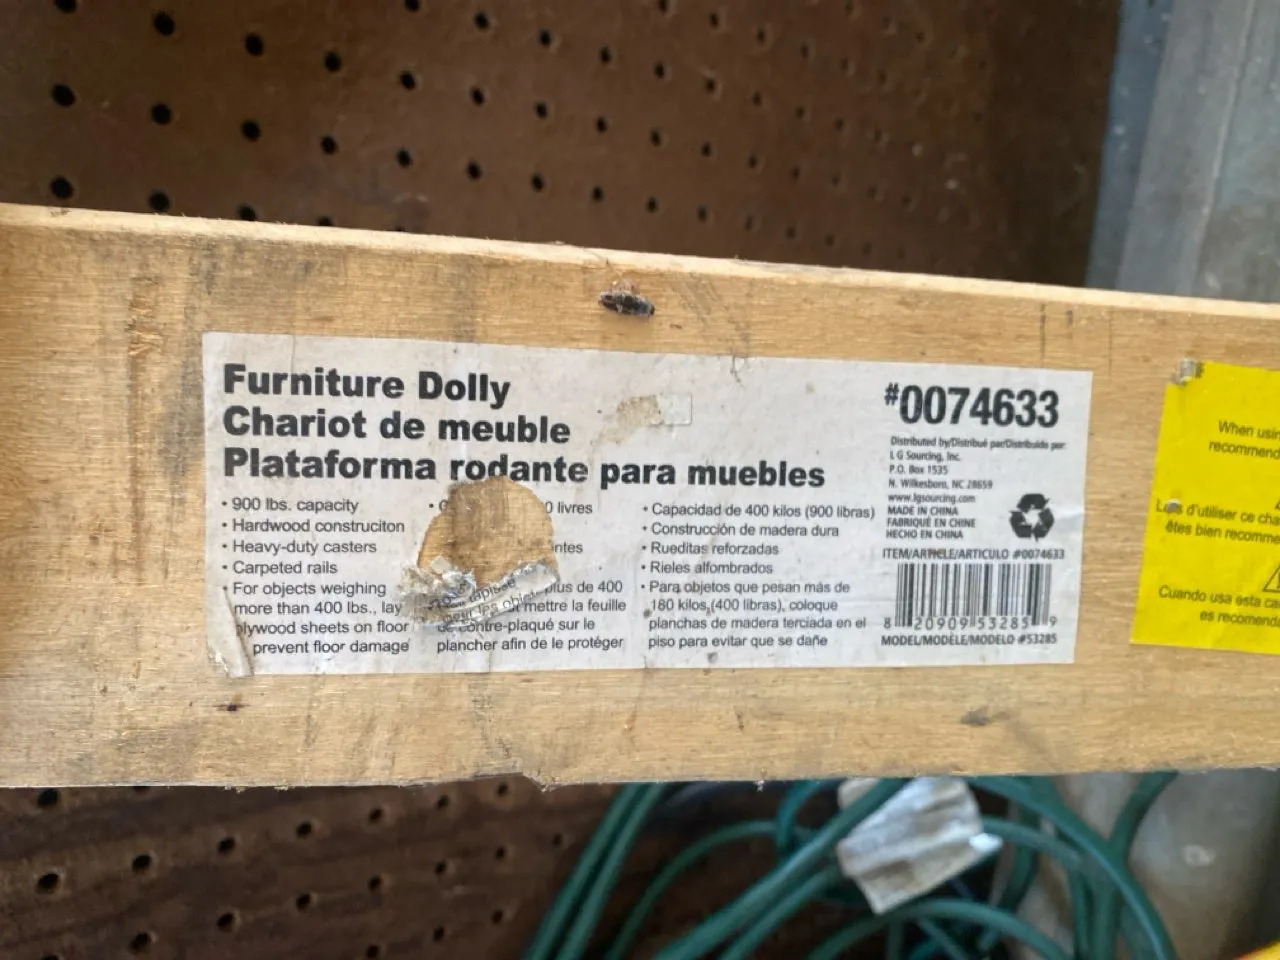 Furniture Dolly
Chariot de meuble
Plataforma rodante para muebles
• 900 lbs. capacity
• Hardwood construciton
• Heavy-duty casters
• Carpeted rails
• For objects weighing
more than 400 lbs., lay
plywood sheets on floor
prevent floor damage
livres
plus de 400
mettre la feuille
de contre-plaqué sur le
plancher afin de le protéger
• Capacidad de 400 kilos (900 libras)
• Construcción de madera dura
• Rueditas reforzadas
• Rieles alfombrados
• Para objetos que pesan más de
180 kilos (400 libras), coloque
planchas de madera terciada en el
piso para evitar que se dañe
#0074633
Distributed by/Distribué par/Distribuido por:
L G Sourcing, Inc.
P.O. Box 1535
N. Wilkesboro, NC 28659
www.lgsourcing.com
MADE IN CHINA
FABRIQUÉ EN CHINE
HECHO EN CHINA
ITEM/ARTICLE/ARTICULO #0074633
8 20909 53285 9
MODEL/MODÈLE/MODELO #53285
When usin
recommend
d'utiliser ce cha
êtes bien recomme
Cuando usa esta ca
es recomenda